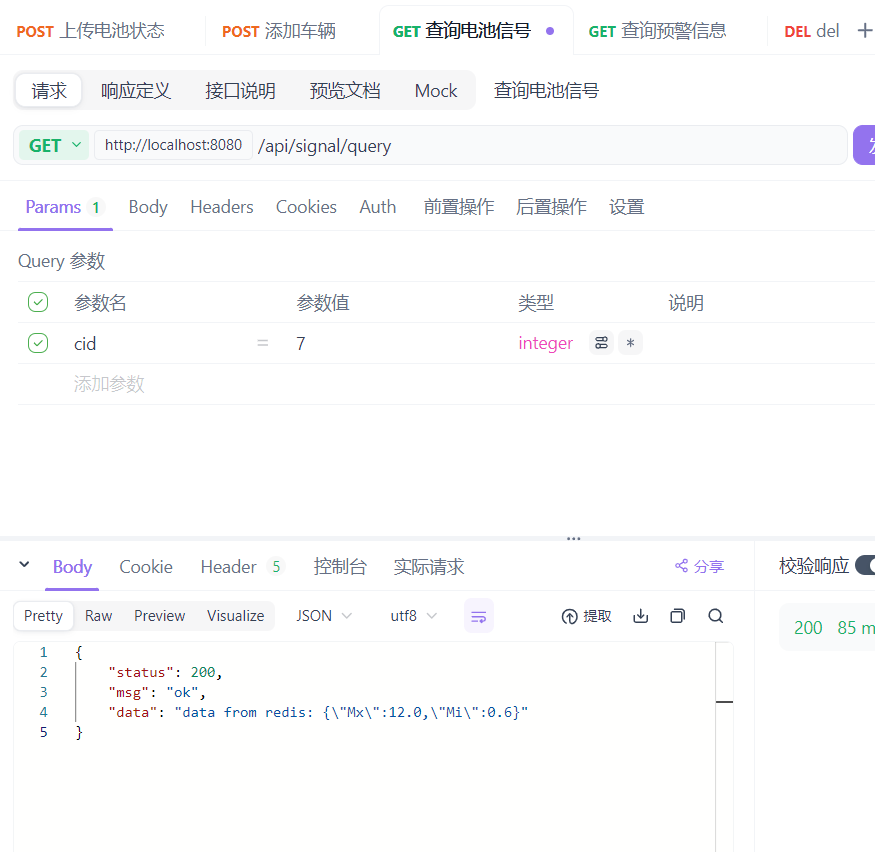 POST 上传电池状态 POST 添加车辆 GET 查询电池信号 GET 查询预警信息 DEL del
请求 响应定义 接口说明 预览文档 Mock 查询电池信号
GET http://localhost:8080 /api/signal/query
Params 1 Body Headers Cookies Auth 前置操作 后置操作 设置
Query 参数
参数名 参数值 类型 说明
cid = 7 integer *
添加参数
Body Cookie Header 5 控制台 实际请求 分享 校验响应
Pretty Raw Preview Visualize JSON utf8 提取
200 85 m
1 {
2 "status": 200,
3 "msg": "ok",
4 "data": "data from redis: {\"Mx\":12.0,\"Mi\":0.6}"
5 }